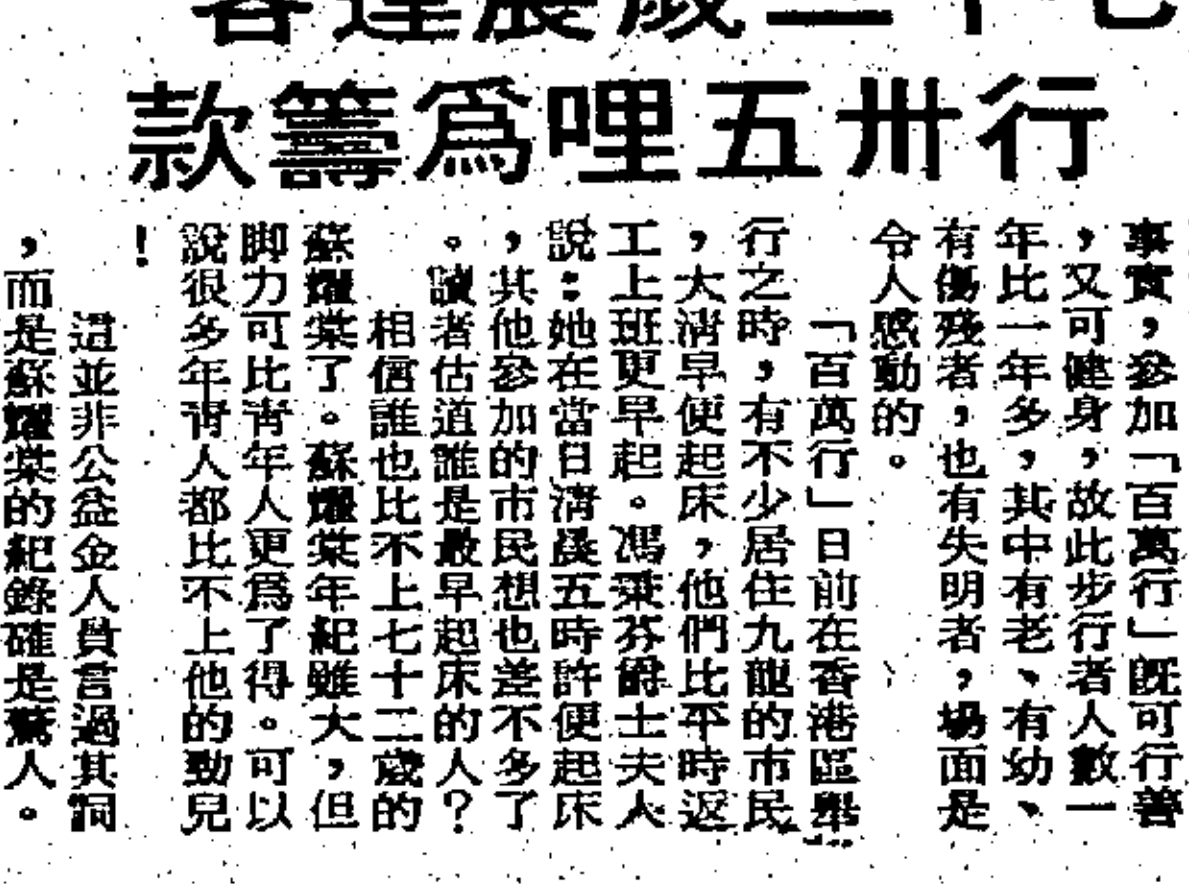 七十二歲晨運客
行卅五哩爲籌款
事實，參加「百萬行」既可行善
，又可健身，故此步行者人數一
年比一年多，其中有老、有幼、
有傷殘者，也有失明者，場面是
令人感動的。
「百萬行」日前在香港區舉
行之時，有不少居住九龍的市民
，大清早便起床，他們比平時返
工上班更早起。馮秉芬爵士夫人
說：她在當日清晨五時許便起床
，其他參加的市民想也差不多了
。讀者估道誰是最早起床的人？
相信誰也比不上七十二歲的
蘇耀棠了。蘇耀棠年紀雖大，但
脚力可比青年人更爲了得。可以
說很多年青人都比不上他的勁兒
！
這並非公益金人員言過其詞
，而是蘇耀棠的紀錄確是驚人。